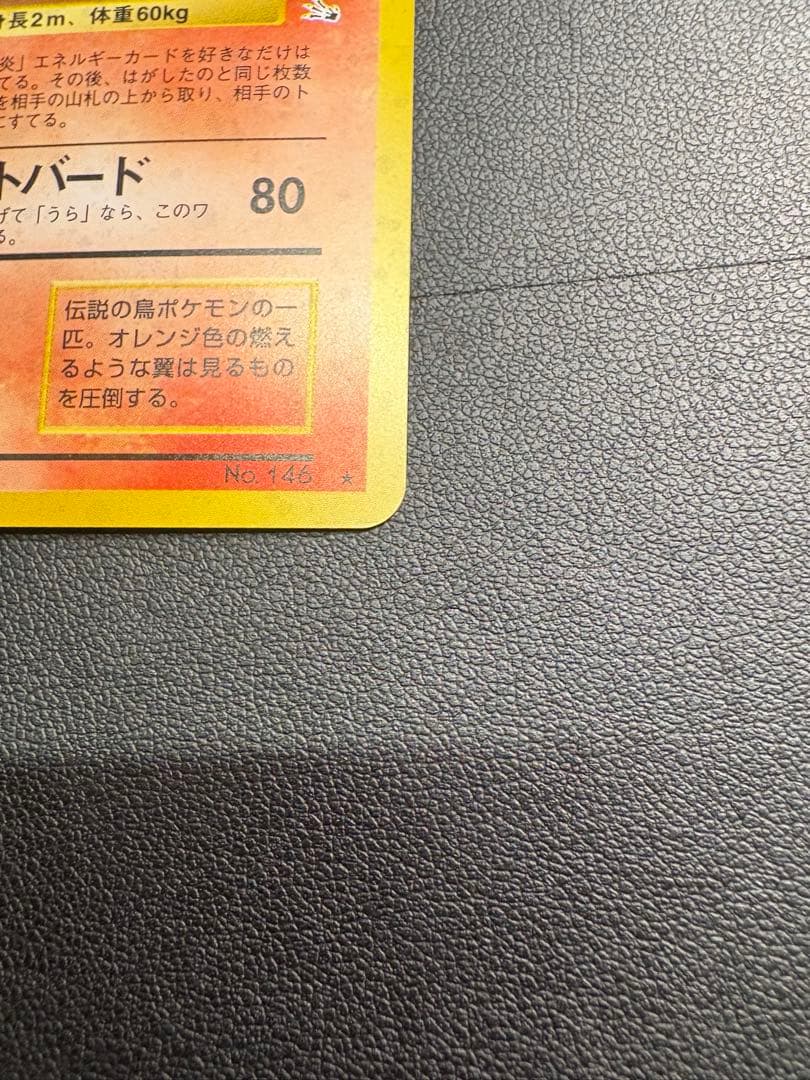 長2m、体重60kg
炎」エネルギーカードを好きなだけは
てる。その後、はがしたのと同じ枚数
を相手の山札の上から取り、相手のト
にすてる。
トバード
80
げて「うら」なら、このワ
る。
伝説の鳥ポケモンの一
匹。オレンジ色の燃え
るような翼は見るもの
を圧倒する。
No. 146 ★